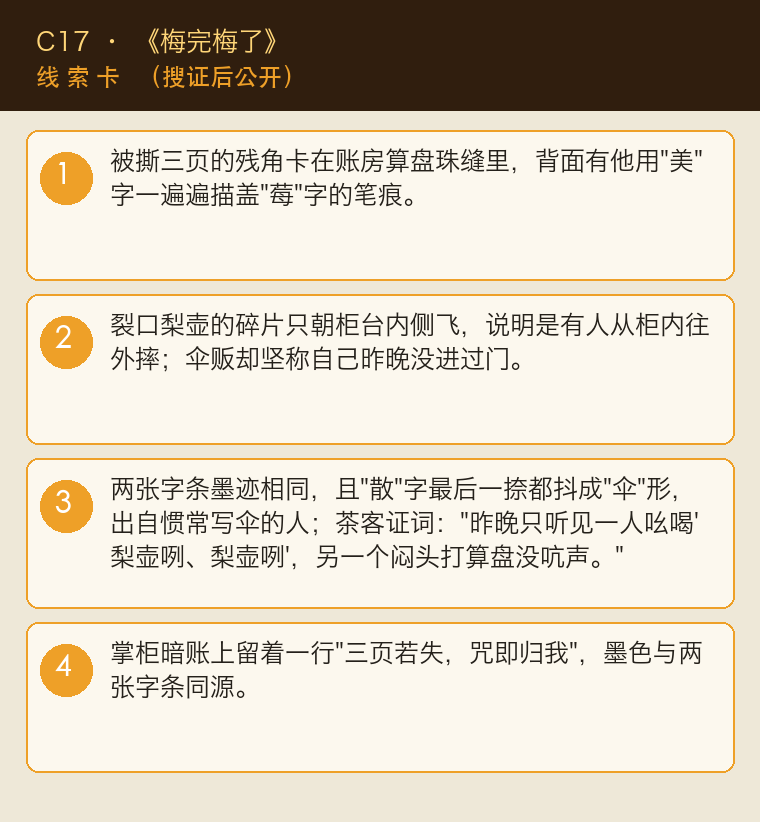 C17 · 《梅完梅了》
线索卡 （搜证后公开）
1
被撕三页的残角卡在账房算盘珠缝里，背面有他用"美"
字一遍遍描盖"莓"字的笔痕。
2
裂口梨壶的碎片只朝柜台内侧飞，说明是有人从柜内往
外摔；伞贩却坚称自己昨晚没进过门。
3
两张字条墨迹相同，且"散"字最后一捺都抖成"伞"形，
出自惯常写伞的人；茶客证词："昨晚只听见一人吆喝'
梨壶咧、梨壶咧'，另一个闷头打算盘没吭声。"
4
掌柜暗账上留着一行"三页若失，咒即归我"，墨色与两
张字条同源。